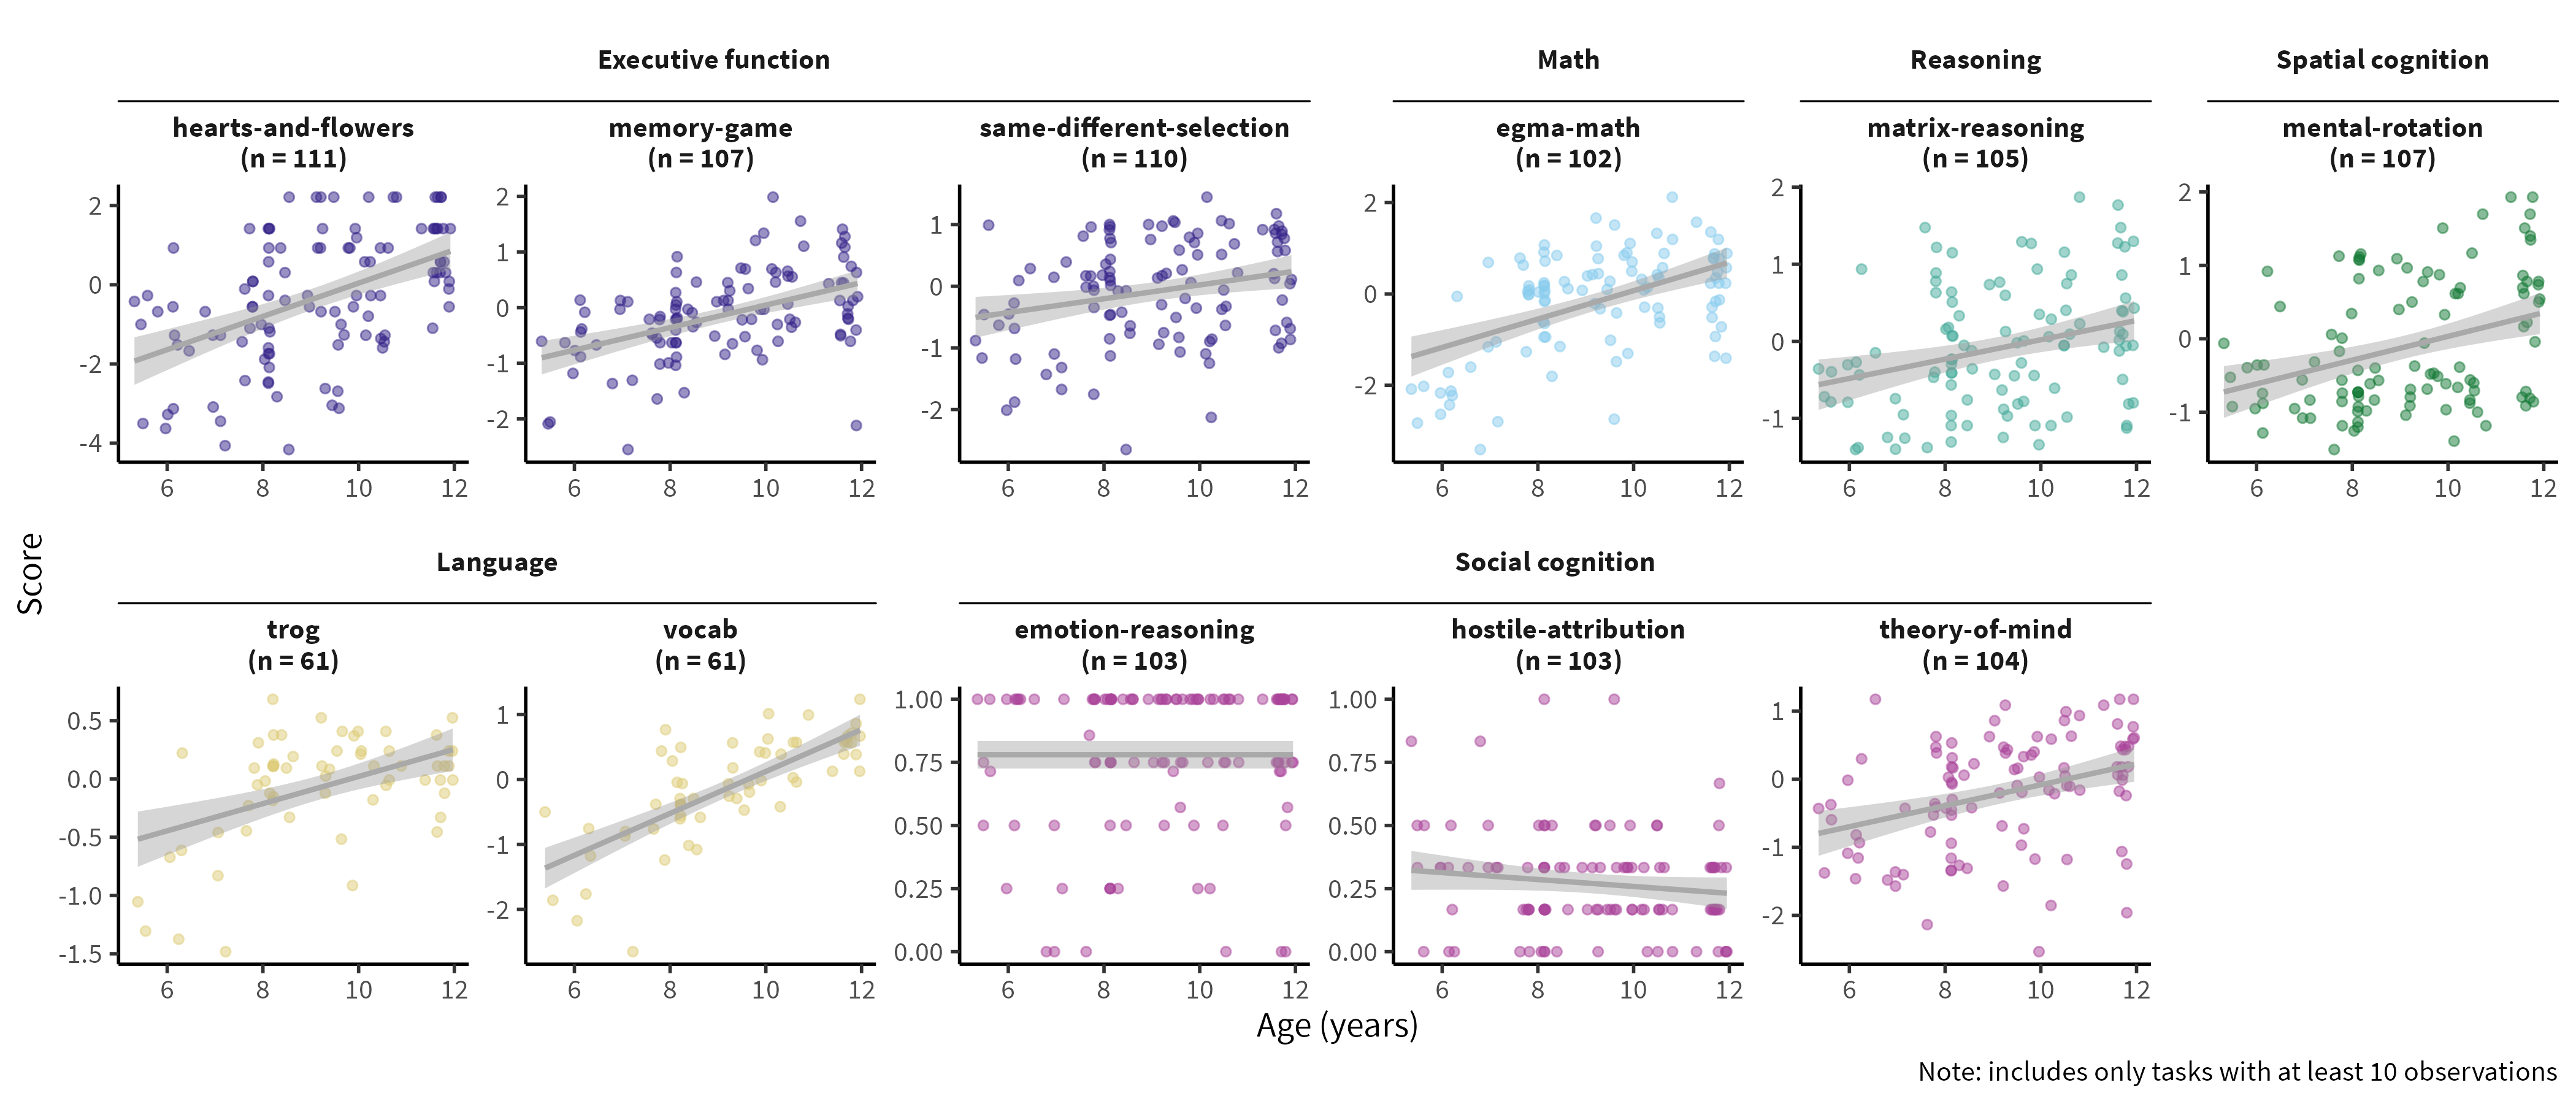 Executive function
Math
Reasoning
Spatial cognition
hearts-and-flowers
(n = 111)
memory-game
(n = 107)
same-different-selection
(n = 110)
egma-math
(n = 102)
matrix-reasoning
(n = 105)
mental-rotation
(n = 107)
2
0
-2
-4
6 8 10 12
2
1
0
-1
-2
6 8 10 12
1
0
-1
-2
6 8 10 12
2
0
-2
6 8 10 12
2
1
0
-1
6 8 10 12
2
1
0
-1
6 8 10 12
Score
Language
Social cognition
trog
(n = 61)
vocab
(n = 61)
emotion-reasoning
(n = 103)
hostile-attribution
(n = 103)
theory-of-mind
(n = 104)
0.5
0.0
-0.5
-1.0
-1.5
6 8 10 12
1
0
-1
-2
6 8 10 12
1.00
0.75
0.50
0.25
0.00
6 8 10 12
1.00
0.75
0.50
0.25
0.00
6 8 10 12
1
0
-1
-2
6 8 10 12
Age (years)
Note: includes only tasks with at least 10 observations